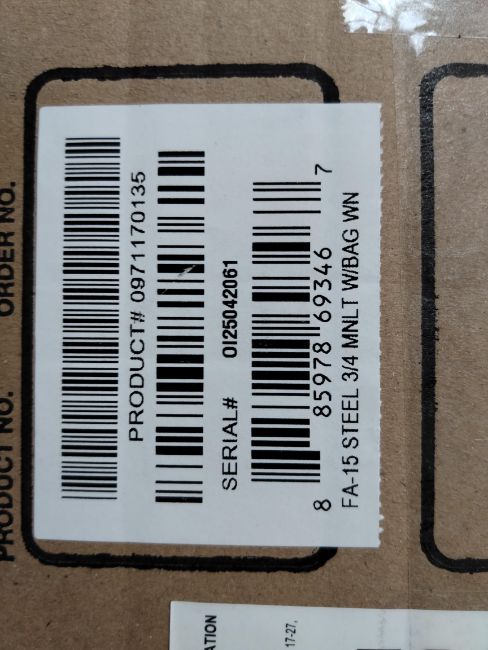 PRODUCT NO.
ORDER NO.
PRODUCT# 0971170135
SERIAL# OI25042061
8 85978 69346 7
FA-15 STEEL 3/4 MNLT W/BAG WN
ATION
17-27,